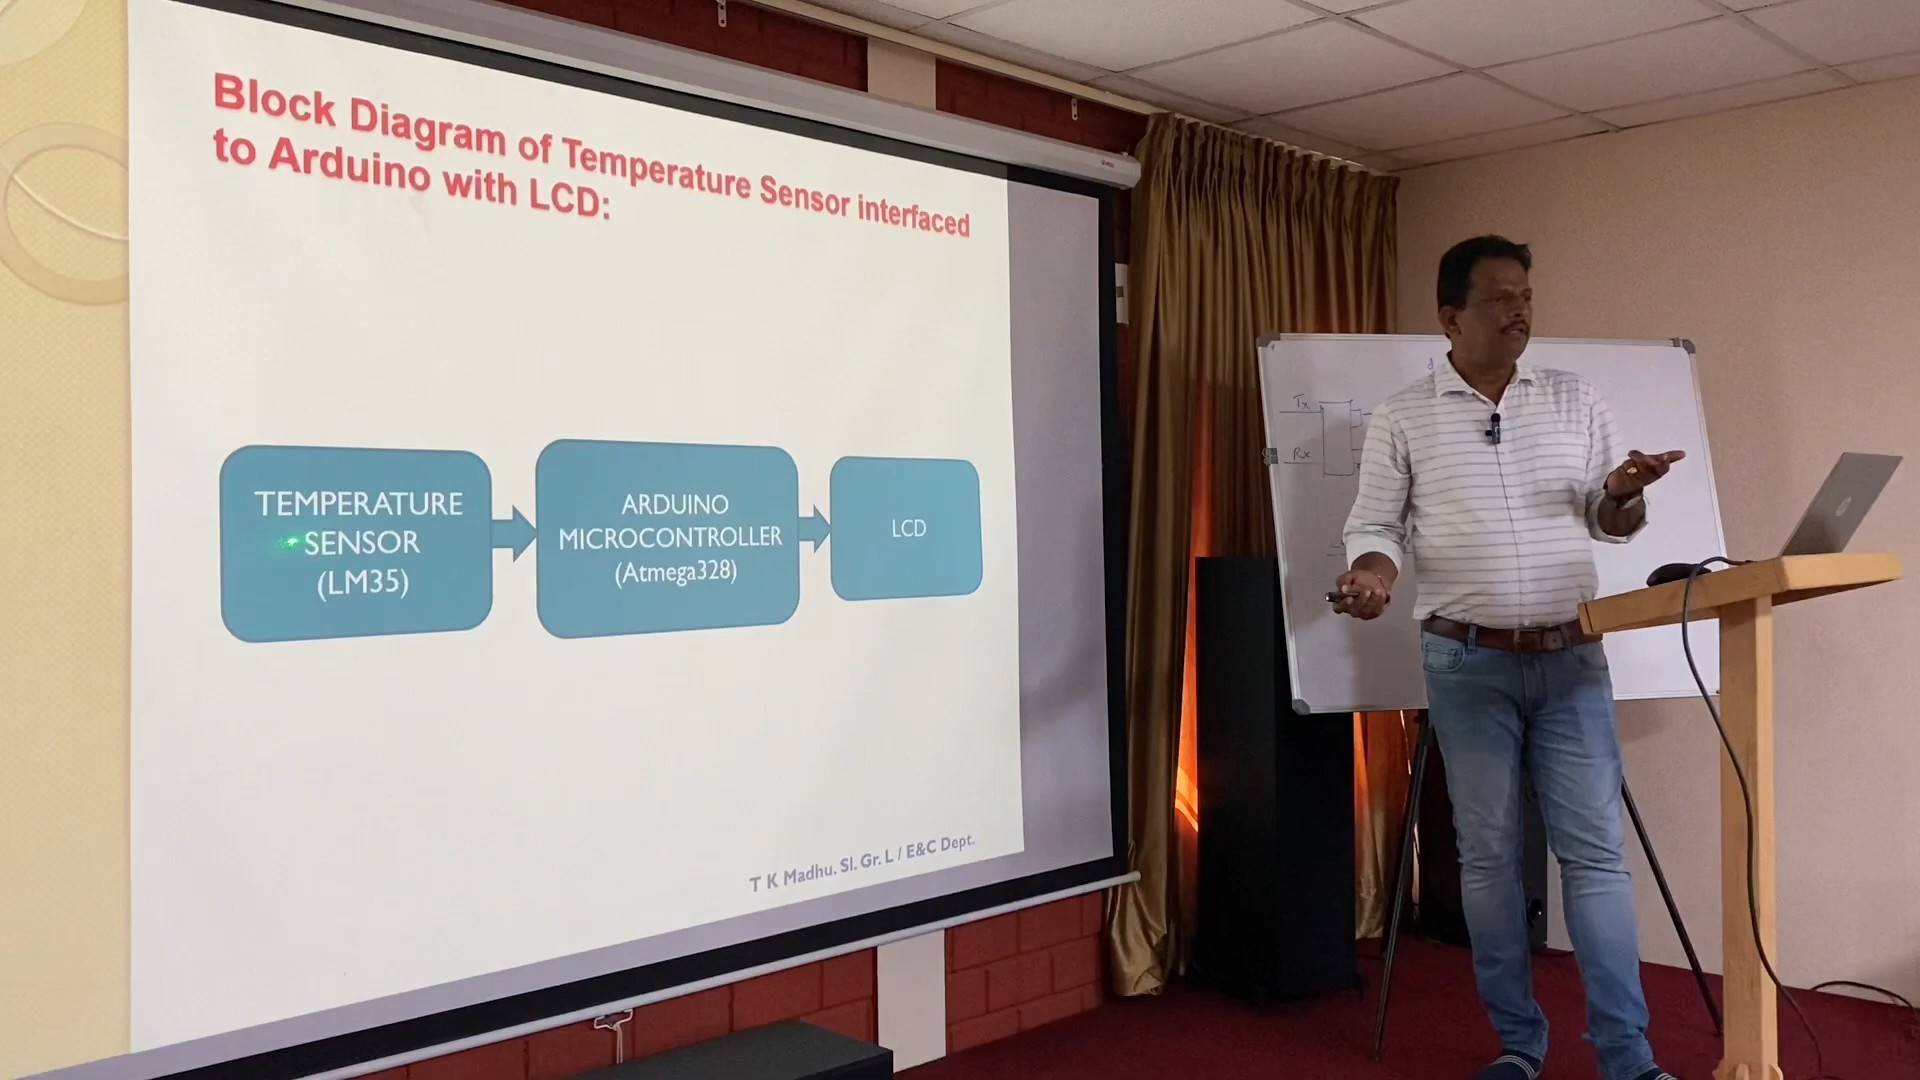 Block Diagram of Temperature Sensor interfaced
to Arduino with LCD:
TEMPERATURE
SENSOR
(LM35)
ARDUINO
MICROCONTROLLER
(Atmega328)
LCD
T K Madhu. Sl. Gr. L / E&C Dept.
Tx
Rx